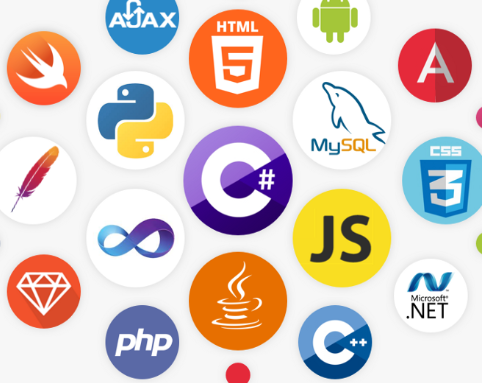 AJAX
HTML
5
MySQL
A
C#
CSS
3
JS
Microsoft®
.NET
php
C++